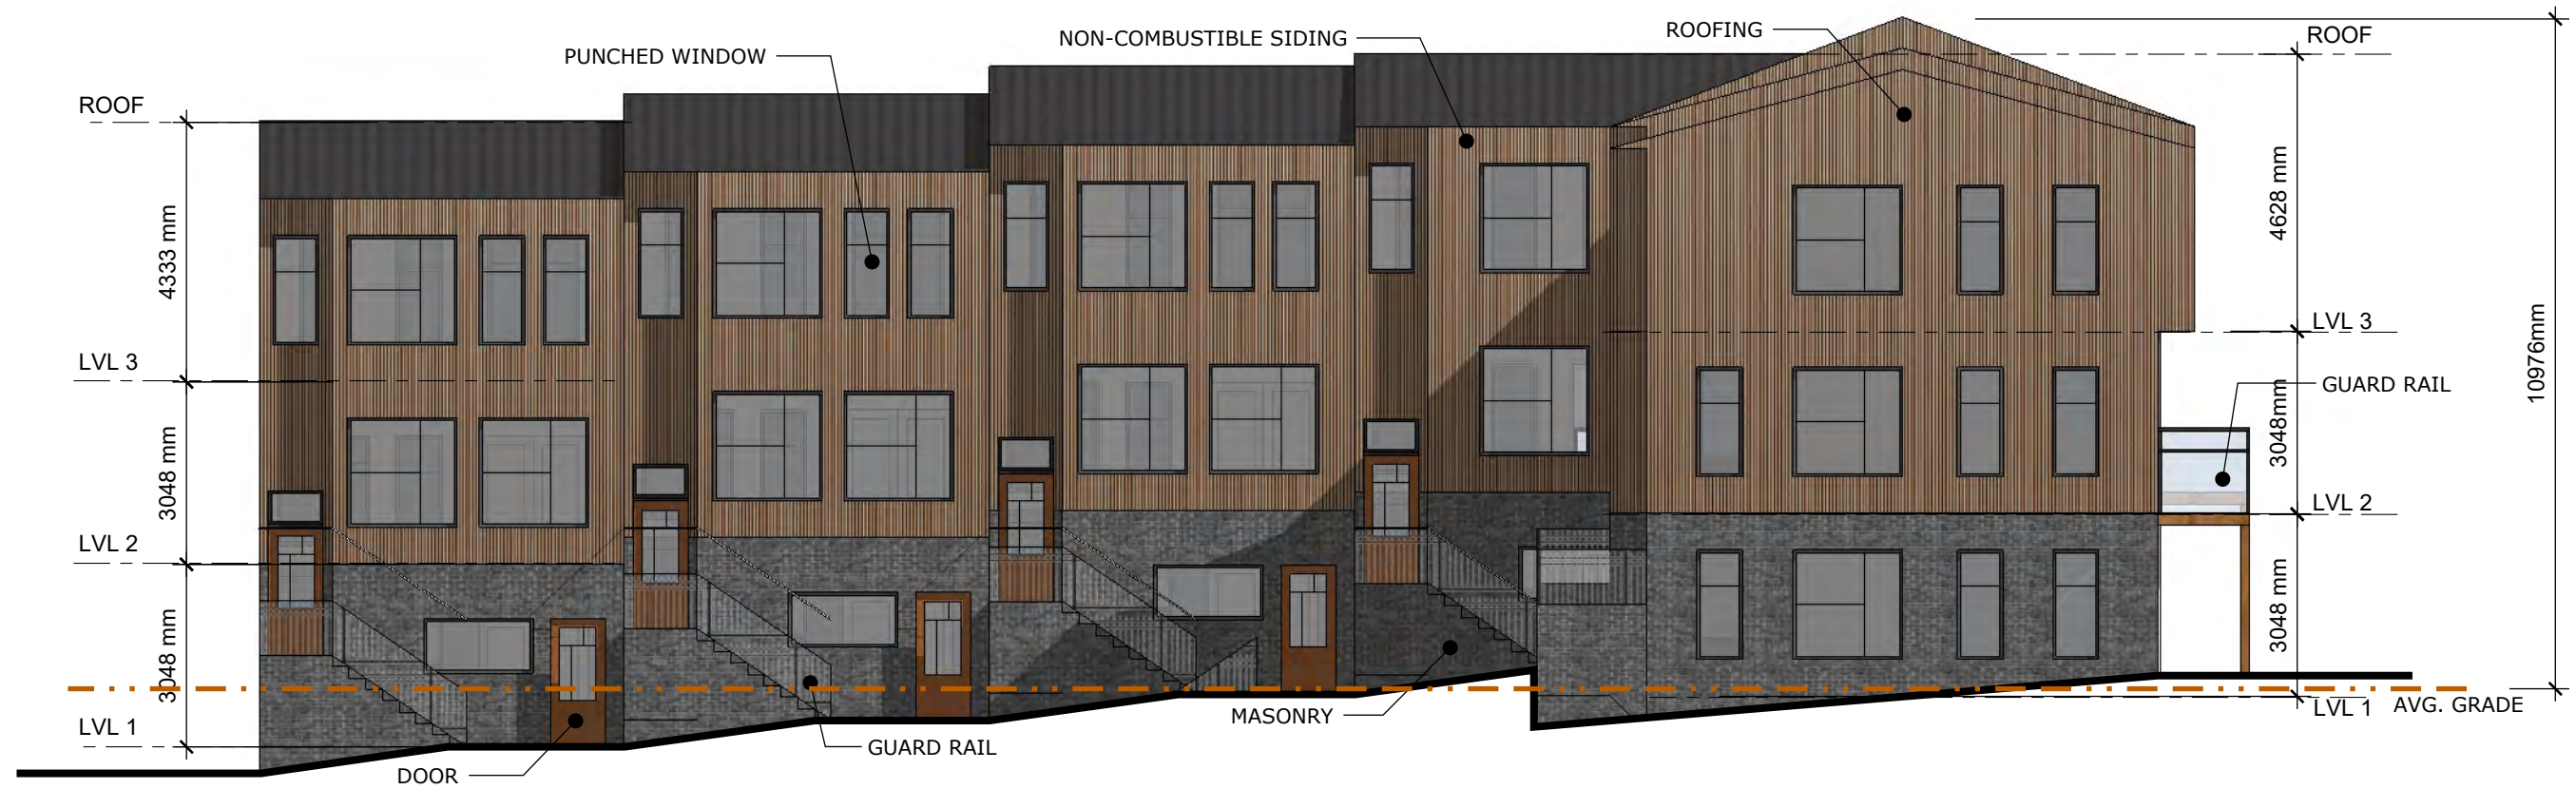 PUNCHED WINDOW
NON-COMBUSTIBLE SIDING
ROOFING
ROOF
ROOF
4333 mm
4628 mm
10976mm
LVL 3
LVL 3
GUARD RAIL
3048 mm
3048mm
LVL 2
LVL 2
3048 mm
3048 mm
LVL 1
LVL 1
AVG. GRADE
MASONRY
GUARD RAIL
DOOR